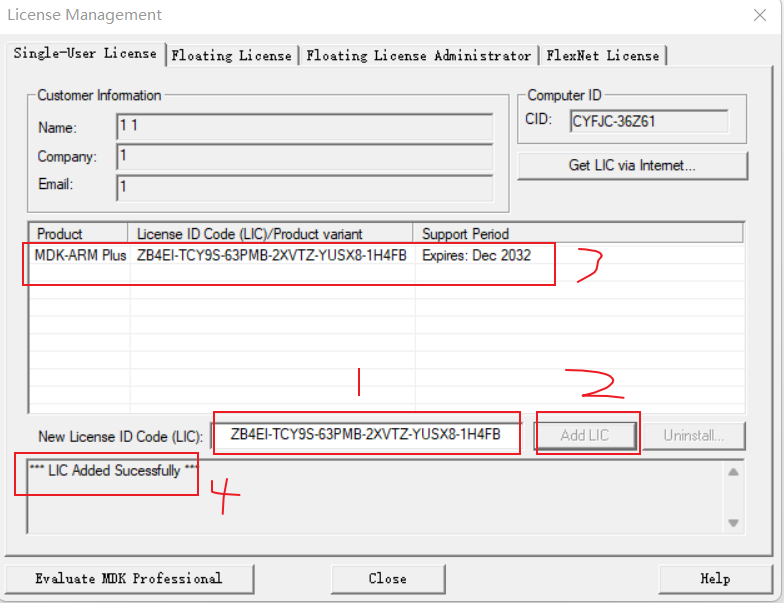 License Management
Single-User License Floating License Floating License Administrator FlexNet License
Customer Information
Name: 1 1
Company: 1
Email: 1
Computer ID
CID: CYFJC-36Z61
Get LIC via Internet...
Product License ID Code (LIC)/Product variant Support Period
MDK-ARM Plus ZB4EI-TCY9S-63PMB-2XVTZ-YUSX8-1H4FB Expires: Dec 2032
3
1
2
New License ID Code (LIC): ZB4EI-TCY9S-63PMB-2XVTZ-YUSX8-1H4FB Add LIC Uninstall...
*** LIC Added Sucessfully ***
4
Evaluate MDK Professional Close Help